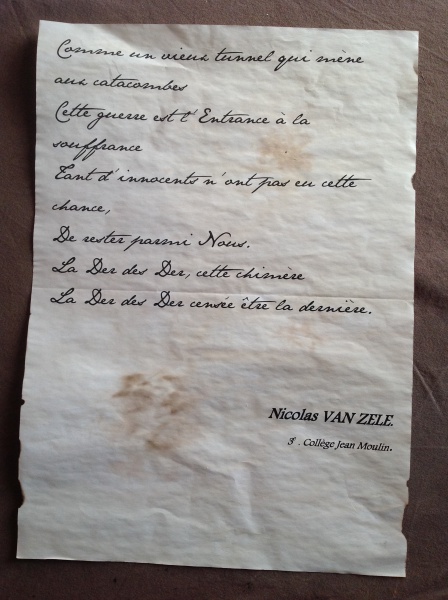 Comme un vieux tunnel qui mène
aux catacombes
Cette guerre est l'Entrance à la
souffrance
Tant d'innocents n'ont pas eu cette
chance,
De rester parmi Nous.
La Der des Der, cette chimère
La Der des Der censée être la dernière.
Nicolas VAN ZELE.
3e . Collège Jean Moulin.